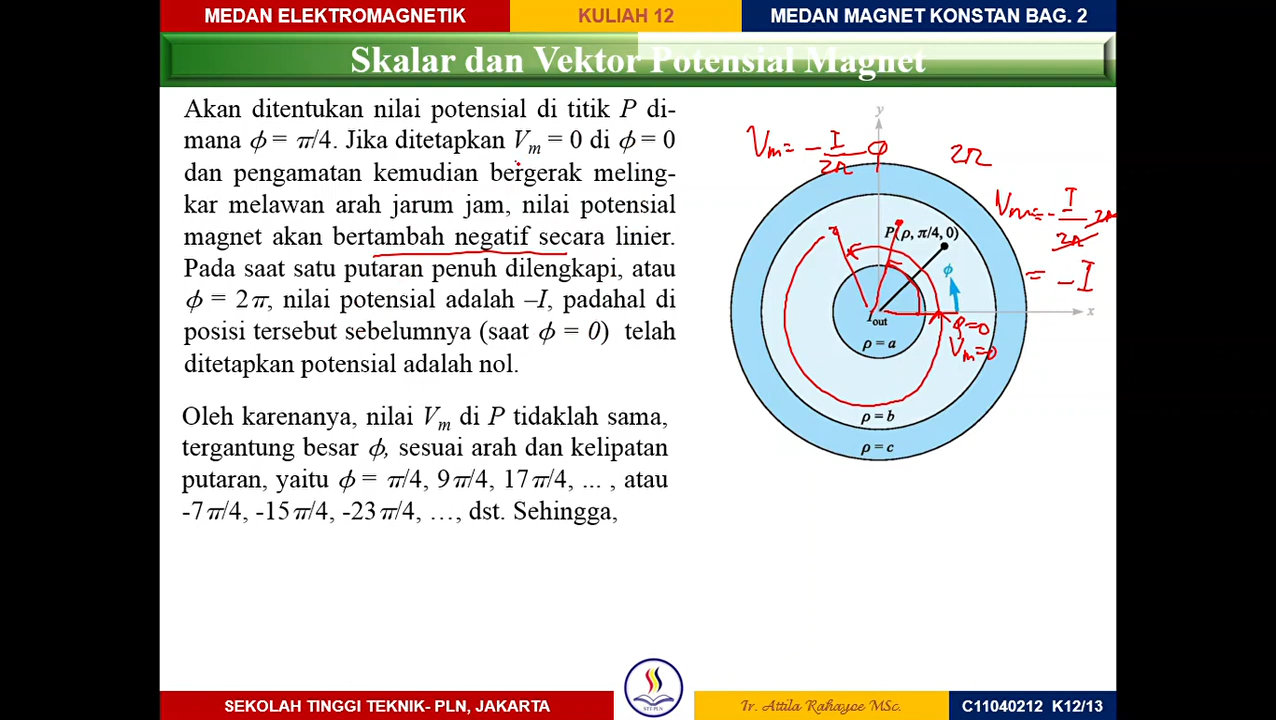 MEDAN ELEKTROMAGNETIK
KULIAH 12
MEDAN MAGNET KONSTAN BAG. 2
Skalar dan Vektor Potensial Magnet
Akan ditentukan nilai potensial di titik P di-
mana ϕ = π/4. Jika ditetapkan Vm = 0 di ϕ = 0
dan pengamatan kemudian bergerak meling-
kar melawan arah jarum jam, nilai potensial
magnet akan bertambah negatif secara linier.
Pada saat satu putaran penuh dilengkapi, atau
ϕ = 2π, nilai potensial adalah –I, padahal di
posisi tersebut sebelumnya (saat ϕ = 0) telah
ditetapkan potensial adalah nol.
Oleh karenanya, nilai Vm di P tidaklah sama,
tergantung besar ϕ, sesuai arah dan kelipatan
putaran, yaitu ϕ = π/4, 9π/4, 17π/4, ... , atau
-7π/4, -15π/4, -23π/4, …, dst. Sehingga,
y
Vm = - I/2π ϕ
2π
Vm = - I/2π 2π
= - I
P(ρ, π/4, 0)
ϕ
x
Iout
ϕ=0
Vm=0
ρ = a
ρ = b
ρ = c
STT-PLN
SEKOLAH TINGGI TEKNIK- PLN, JAKARTA
Ir. Attila Rahayoe MSc.
C11040212 K12/13